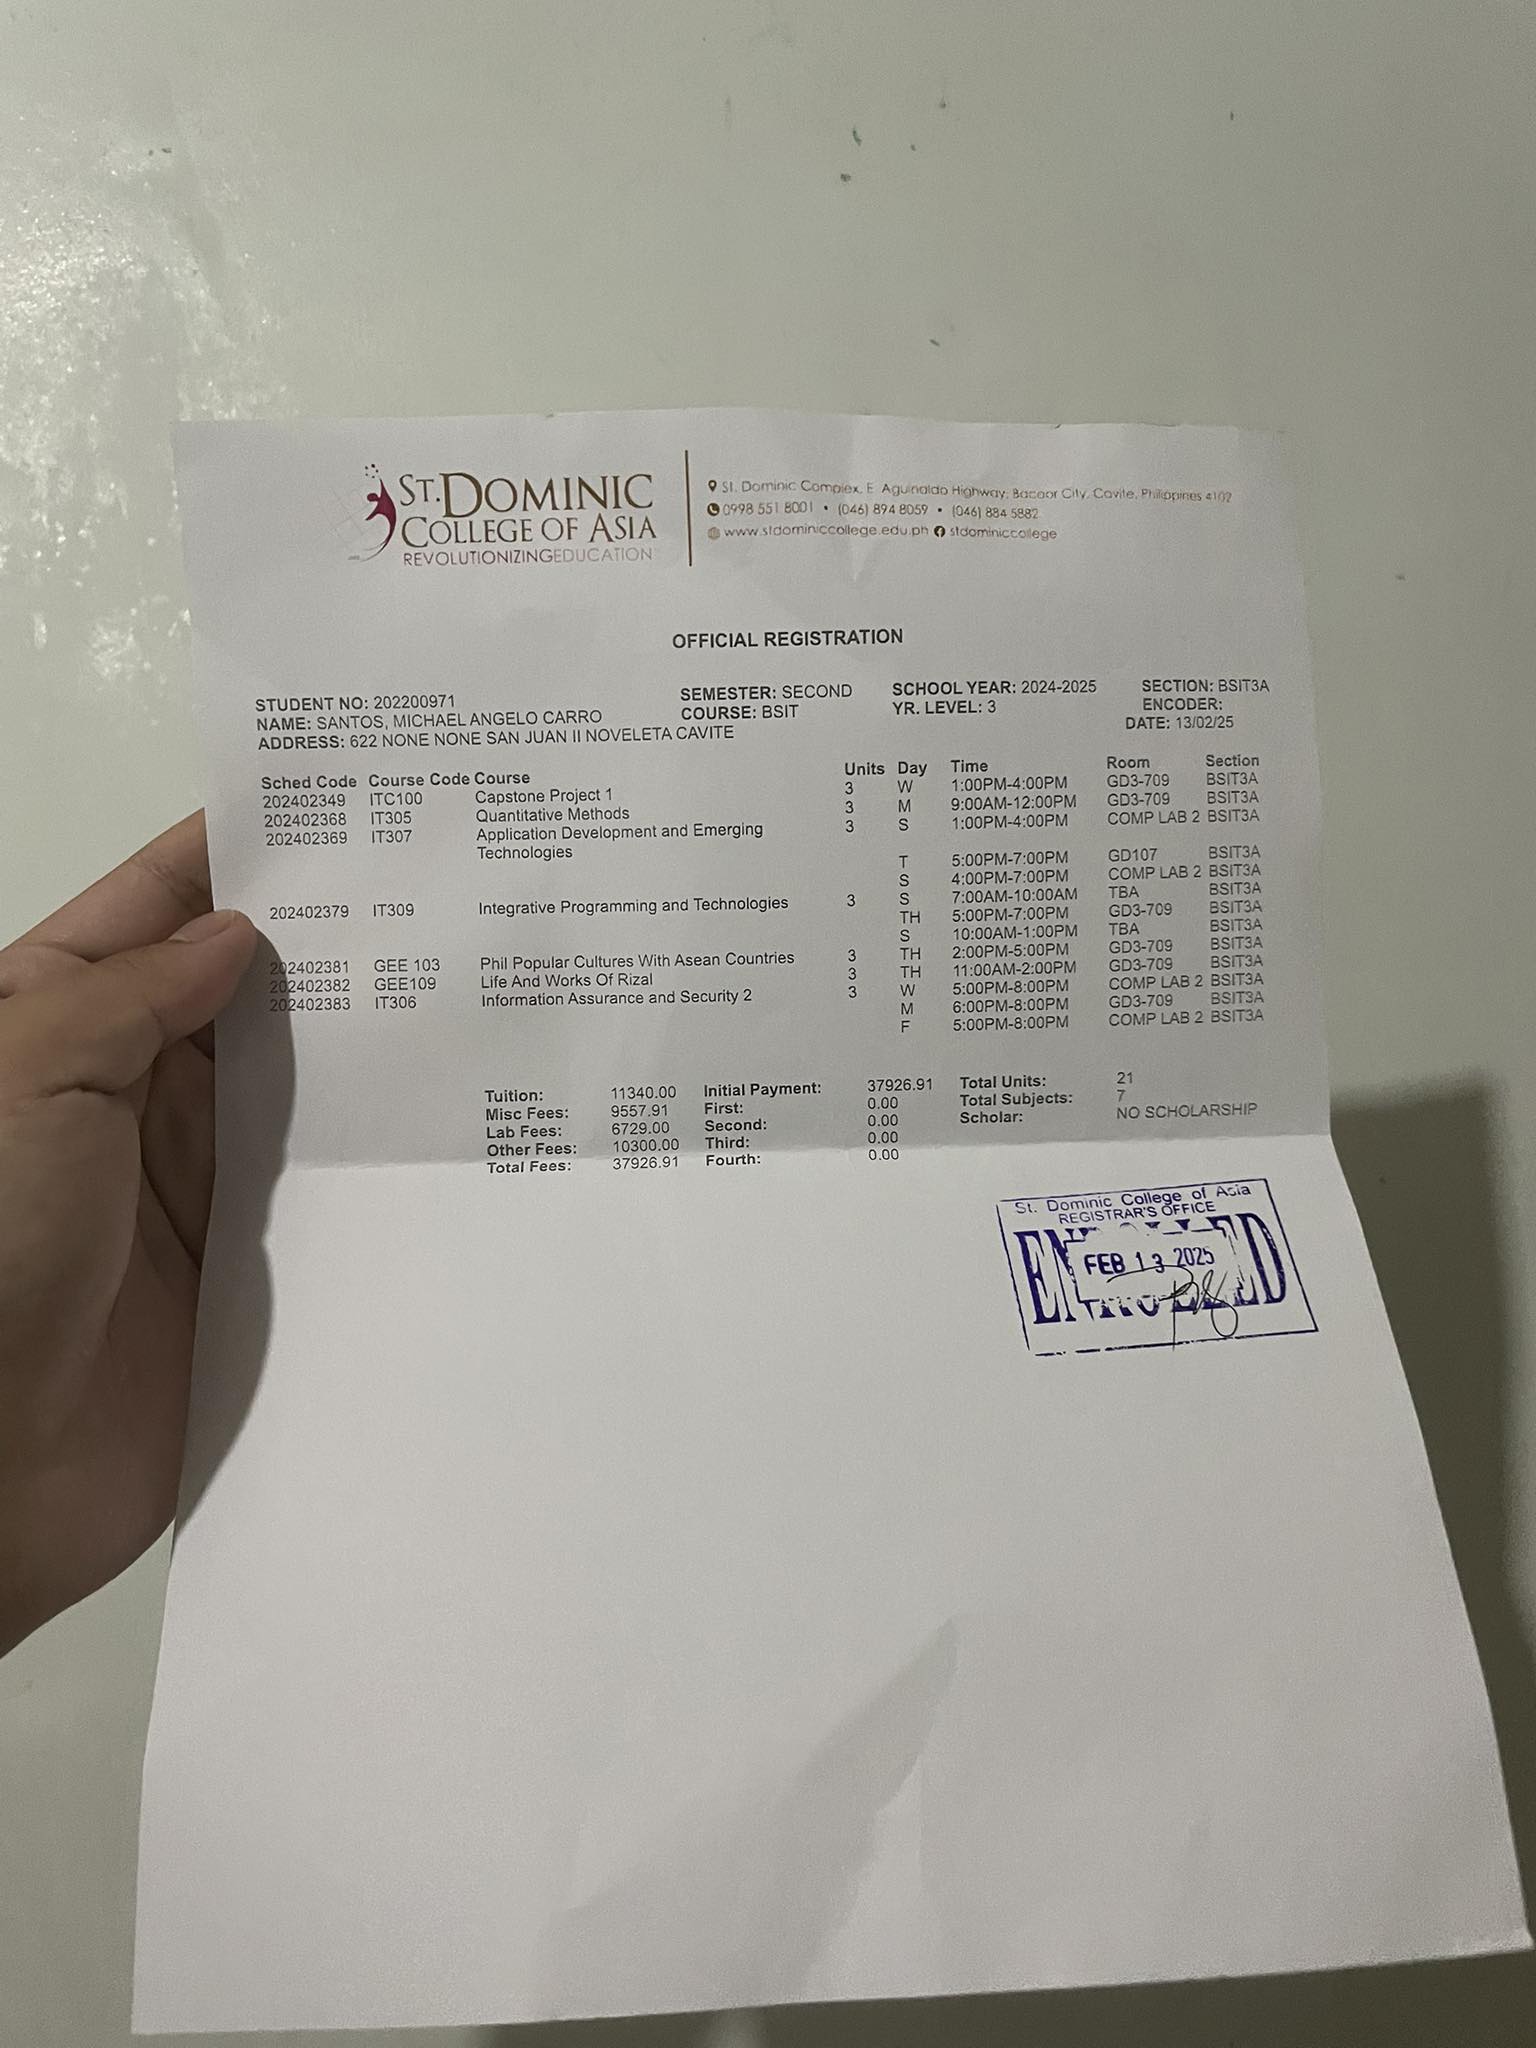 ST. DOMINIC
COLLEGE OF ASIA
REVOLUTIONIZINGEDUCATION
St. Dominic Complex, E. Aguinaldo Highway, Bacoor City, Cavite, Philippines 4102
0998 551 8001 • (046) 894 8059 • (046) 884 5882
www.stdominiccollege.edu.ph stdominiccollege
OFFICIAL REGISTRATION
STUDENT NO: 202200971 SEMESTER: SECOND SCHOOL YEAR: 2024-2025 SECTION: BSIT3A
NAME: SANTOS, MICHAEL ANGELO CARRO COURSE: BSIT YR. LEVEL: 3 ENCODER:
ADDRESS: 622 NONE NONE SAN JUAN II NOVELETA CAVITE DATE: 13/02/25
Sched Code Course Code Course Units Day Time Room Section
202402349 ITC100 Capstone Project 1 3 W 1:00PM-4:00PM GD3-709 BSIT3A
202402368 IT305 Quantitative Methods 3 M 9:00AM-12:00PM GD3-709 BSIT3A
202402369 IT307 Application Development and Emerging 3 S 1:00PM-4:00PM COMP LAB 2 BSIT3A
Technologies
T 5:00PM-7:00PM GD107 BSIT3A
S 4:00PM-7:00PM COMP LAB 2 BSIT3A
202402379 IT309 Integrative Programming and Technologies 3 S 7:00AM-10:00AM TBA BSIT3A
TH 5:00PM-7:00PM GD3-709 BSIT3A
S 10:00AM-1:00PM TBA BSIT3A
202402381 GEE 103 Phil Popular Cultures With Asean Countries 3 TH 2:00PM-5:00PM GD3-709 BSIT3A
202402382 GEE109 Life And Works Of Rizal 3 TH 11:00AM-2:00PM GD3-709 BSIT3A
202402383 IT306 Information Assurance and Security 2 3 W 5:00PM-8:00PM COMP LAB 2 BSIT3A
M 6:00PM-8:00PM GD3-709 BSIT3A
F 5:00PM-8:00PM COMP LAB 2 BSIT3A
Tuition: 11340.00 Initial Payment: 37926.91 Total Units: 21
Misc Fees: 9557.91 First: 0.00 Total Subjects: 7
Lab Fees: 6729.00 Second: 0.00 Scholar: NO SCHOLARSHIP
Other Fees: 10300.00 Third: 0.00
Total Fees: 37926.91 Fourth: 0.00
St. Dominic College of Asia
REGISTRAR'S OFFICE
ENROLLED
FEB 13 2025